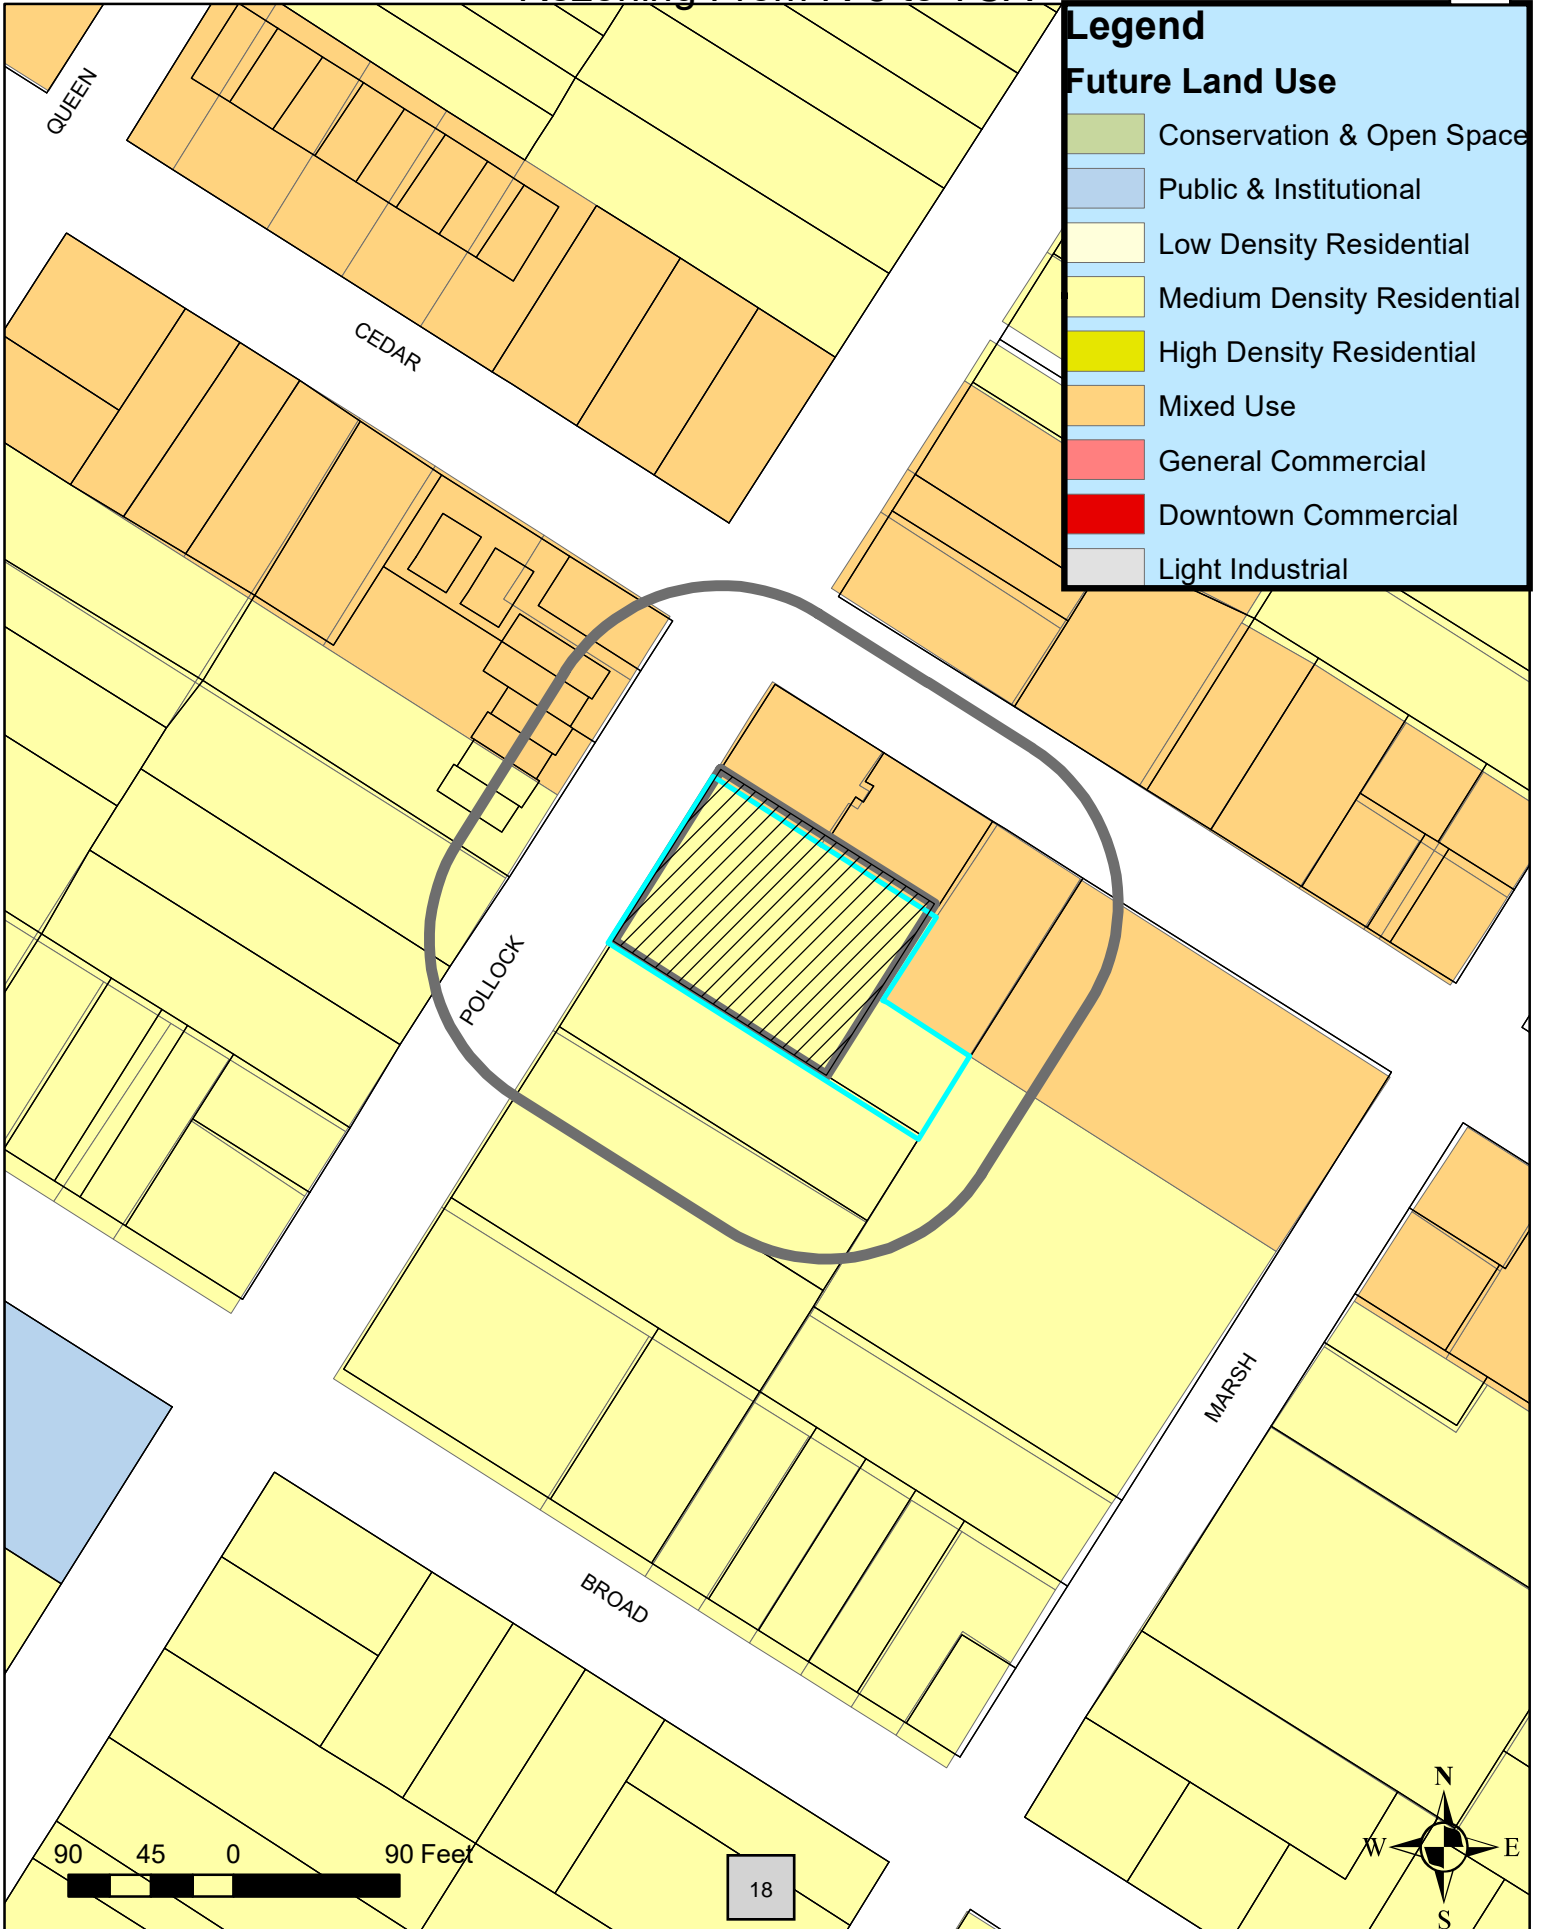 Legend
Future Land Use
Conservation & Open Space
Public & Institutional
Low Density Residential
Medium Density Residential
High Density Residential
Mixed Use
General Commercial
Downtown Commercial
Light Industrial
QUEEN
CEDAR
POLLOCK
MARSH
BROAD
90 45 0 90 Feet
18
N
W E
S